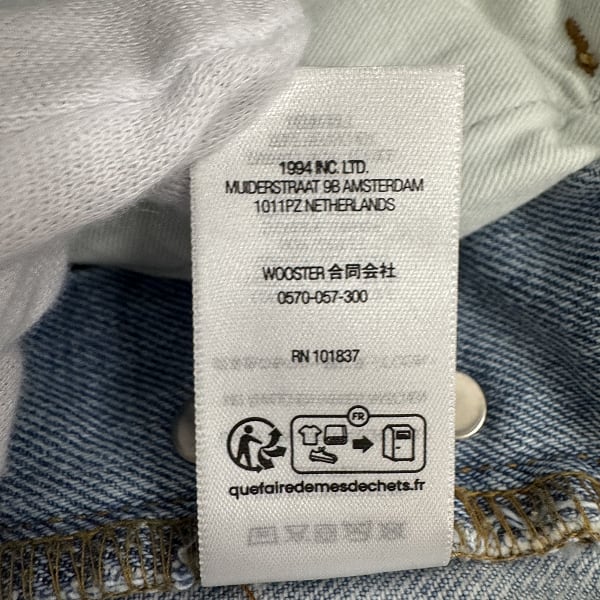 1994 INC. LTD.
MUIDERSTRAAT 9B AMSTERDAM
1011PZ NETHERLANDS
WOOSTER 合同会社
0570-057-300
RN 101837
FR
quefairedemesdechets.fr